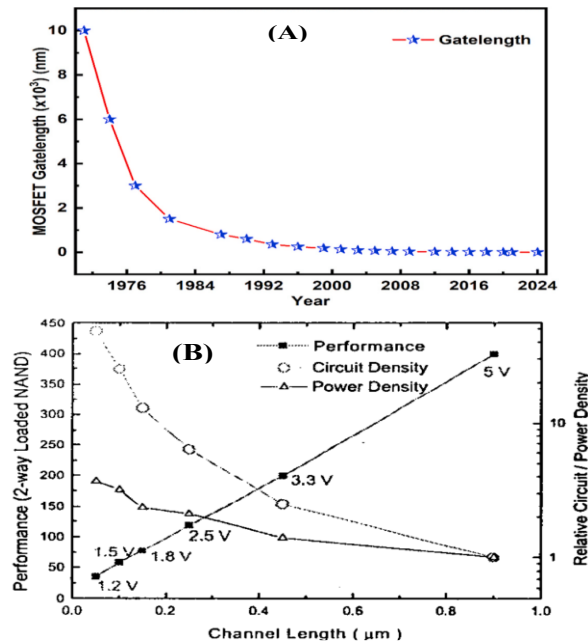 (A)
Gatelength
MOSFET Gatelength (x10³) (nm)
10
8
6
4
2
0
1976 1984 1992 2000 2008 2016 2024
Year
(B)
Performance
Circuit Density
Power Density
Performance (2-way Loaded NAND)
450
400
350
300
250
200
150
100
50
0
5 V
3.3 V
2.5 V
1.8 V
1.5 V
1.2 V
10
1
Relative Circuit / Power Density
0.0 0.2 0.4 0.6 0.8 1.0
Channel Length ( μm )